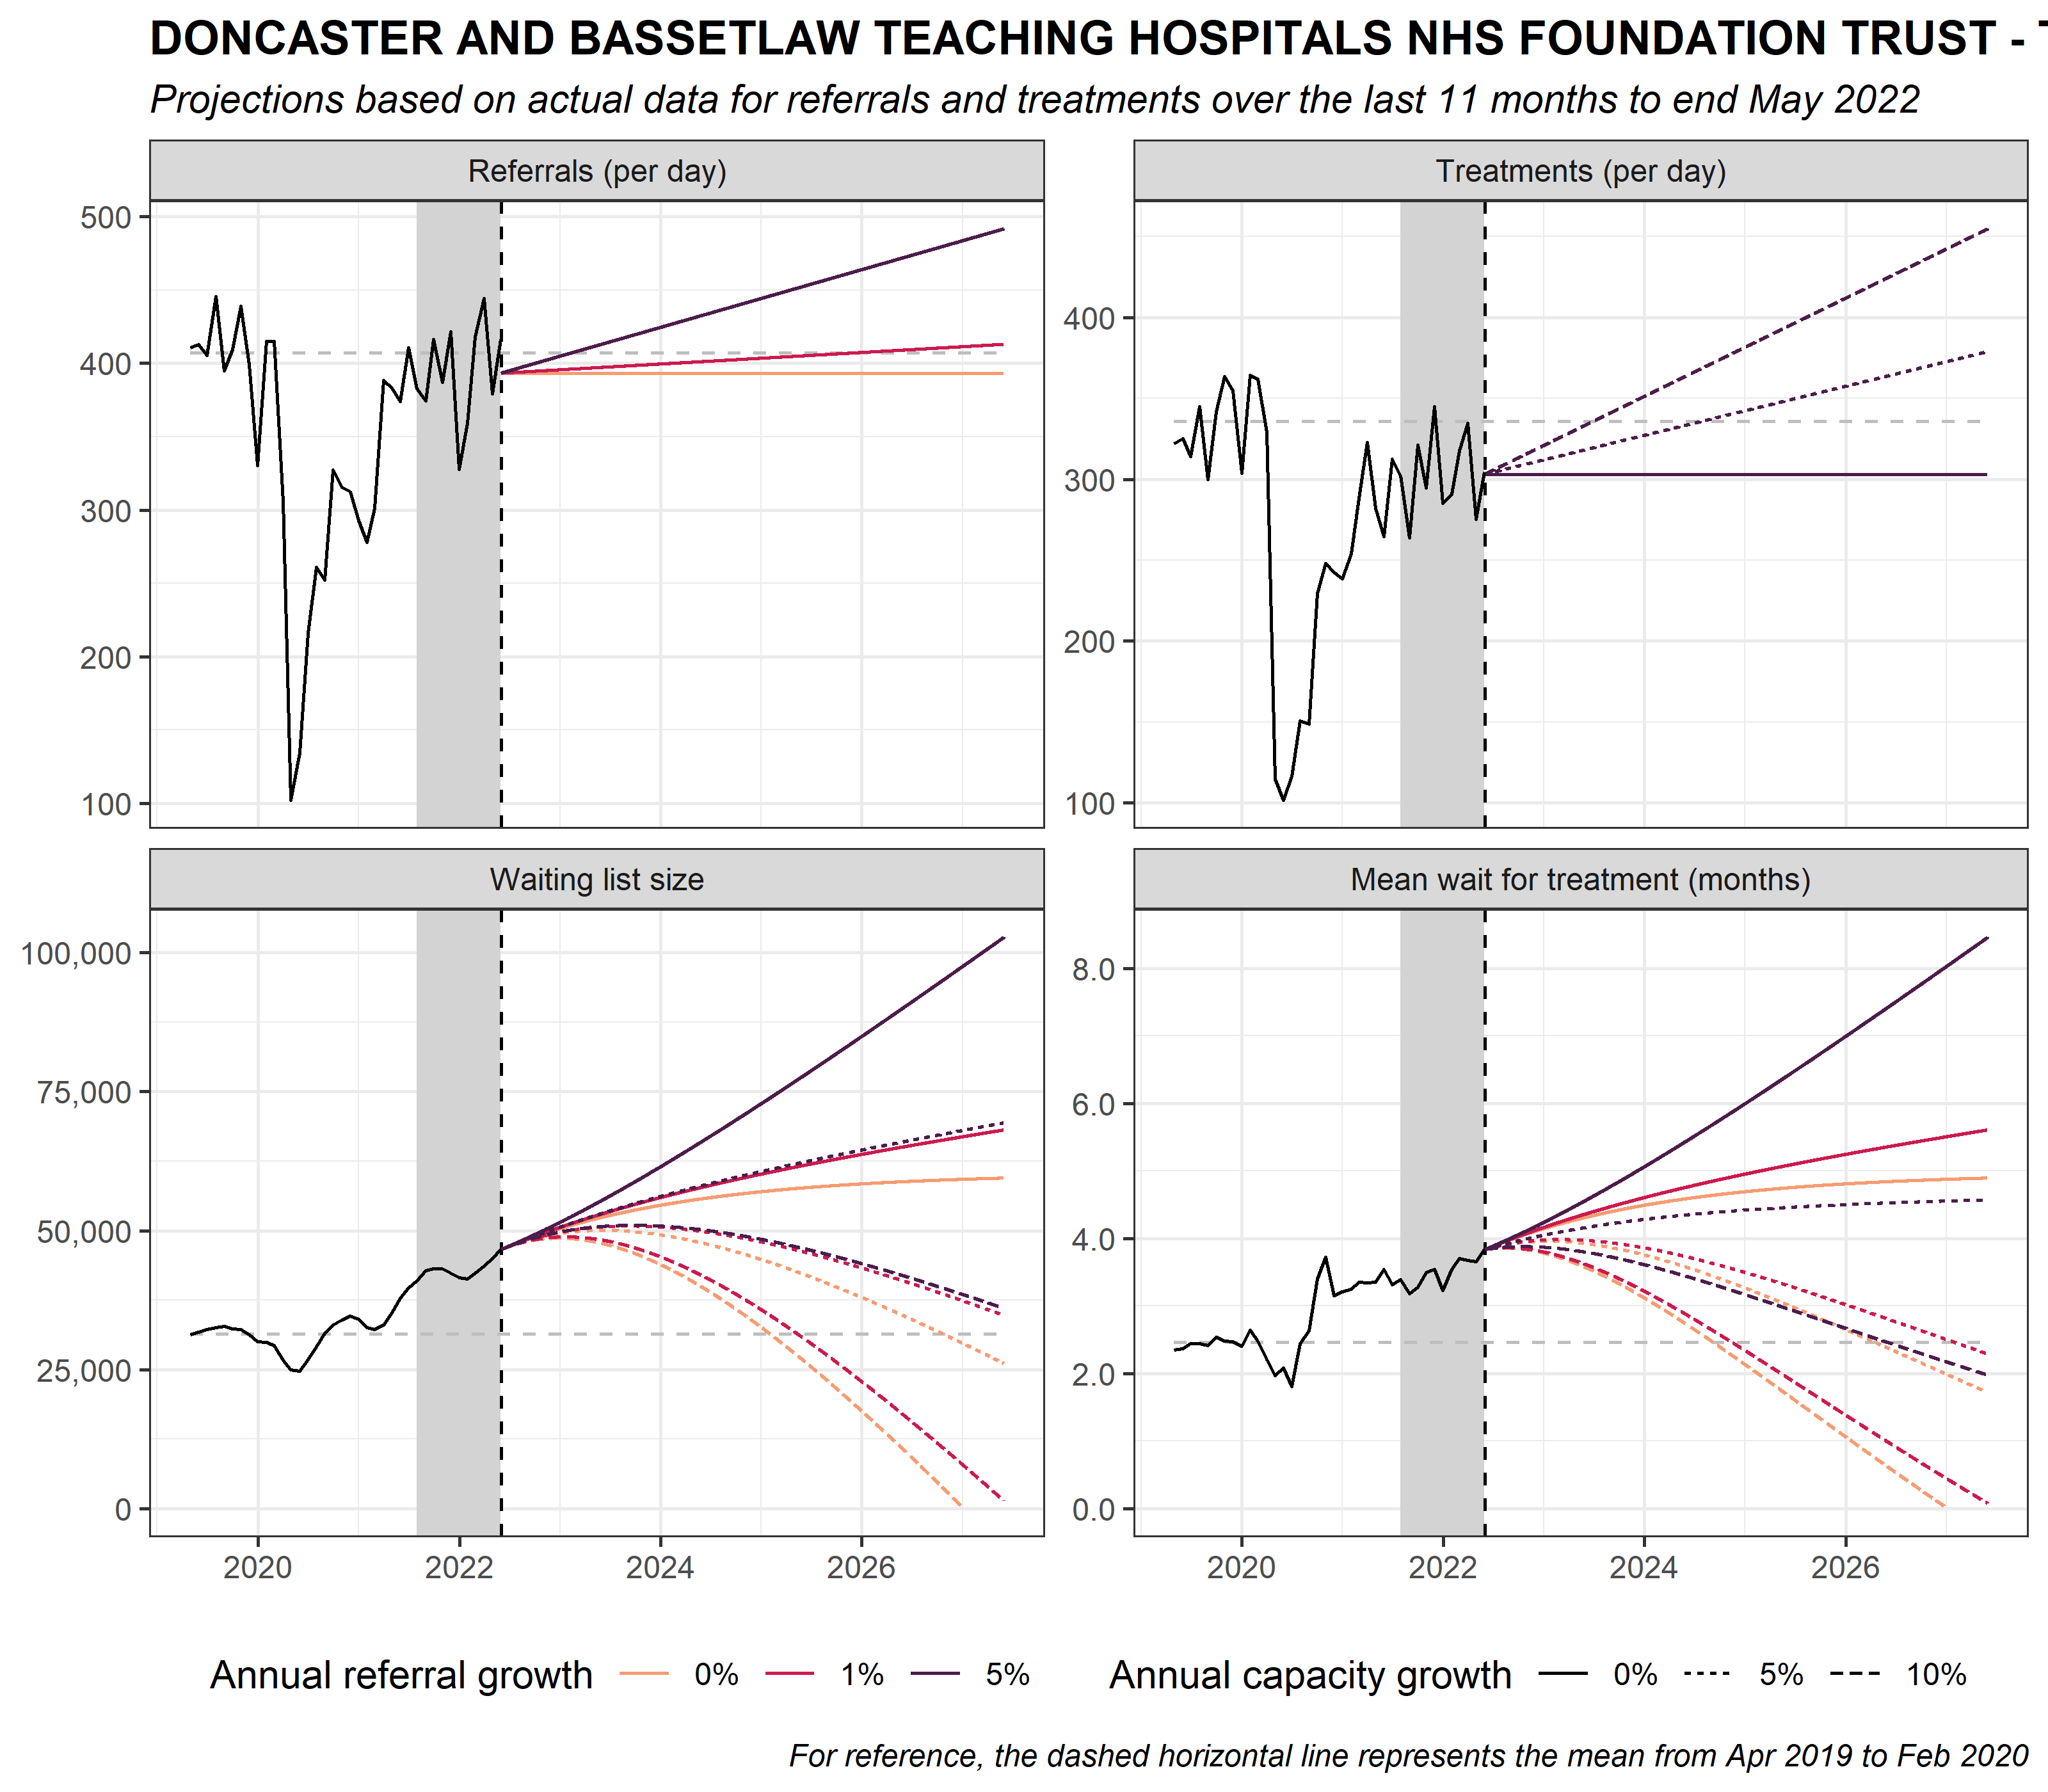 DONCASTER AND BASSETLAW TEACHING HOSPITALS NHS FOUNDATION TRUST - T
Projections based on actual data for referrals and treatments over the last 11 months to end May 2022
Referrals (per day)
500
400
300
200
100
Treatments (per day)
400
300
200
100
Waiting list size
100,000
75,000
50,000
25,000
0
2020 2022 2024 2026
Mean wait for treatment (months)
8.0
6.0
4.0
2.0
0.0
2020 2022 2024 2026
Annual referral growth 0% 1% 5%
Annual capacity growth 0% 5% 10%
For reference, the dashed horizontal line represents the mean from Apr 2019 to Feb 2020